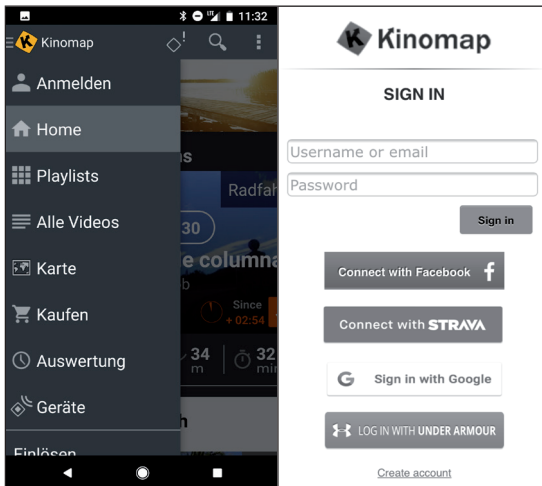 11:32
Kinomap
Anmelden
Home
Playlists
Alle Videos
Karte
Kaufen
Auswertung
Geräte
Einlösen
Radfah
30
e columna
Since
+ 02:54
34
m
32
min
Kinomap
SIGN IN
Username or email
Password
Sign in
Connect with Facebook
Connect with STRAVA
Sign in with Google
LOG IN WITH UNDER ARMOUR
Create account